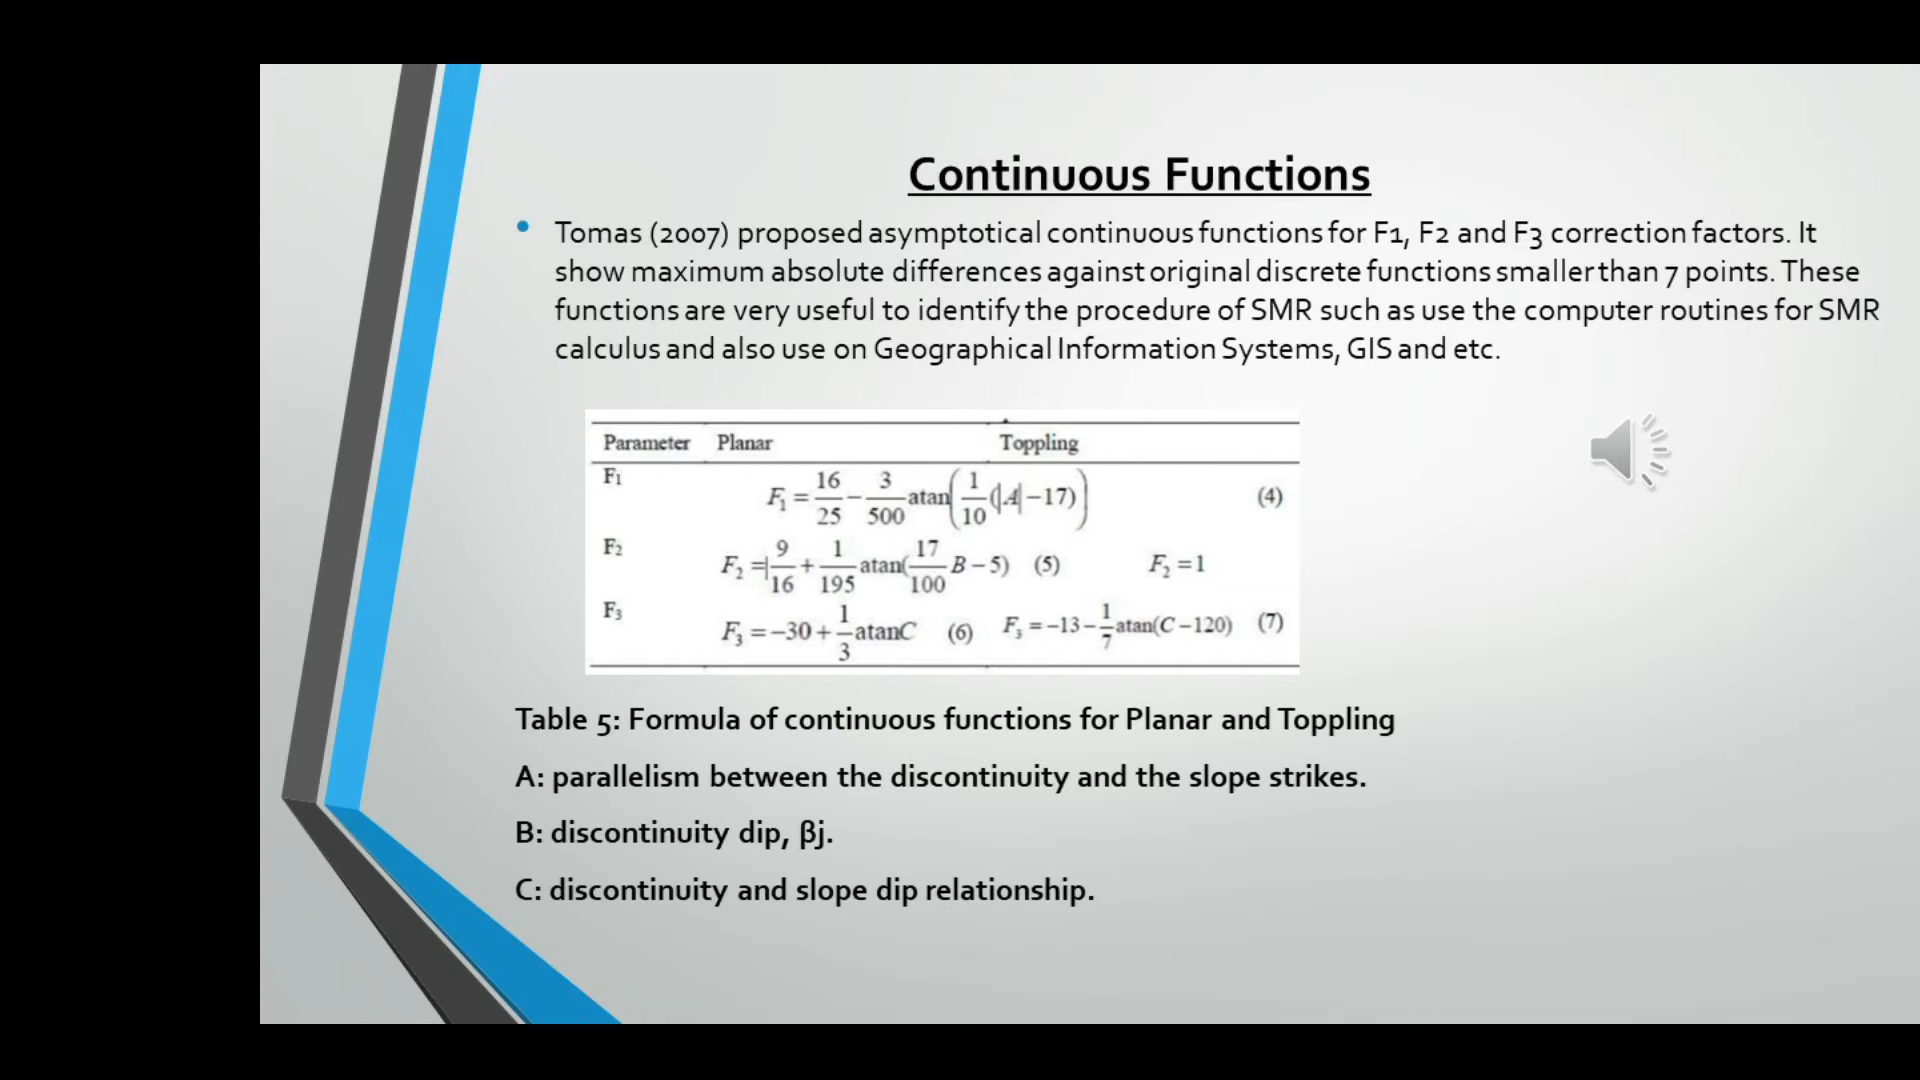 Continuous Functions
• Tomas (2007) proposed asymptotical continuous functions for F1, F2 and F3 correction factors. It
show maximum absolute differences against original discrete functions smaller than 7 points. These
functions are very useful to identify the procedure of SMR such as use the computer routines for SMR
calculus and also use on Geographical Information Systems, GIS and etc.
Parameter Planar Toppling
F₁ F₁ = 16/25 − 3/500 atan(1/10 (|A| − 17)) (4)
F₂ F₂ = 9/16 + 1/195 atan(17/100 B − 5) (5) F₂ = 1
F₃ F₃ = −30 + 1/3 atanC (6) F₃ = −13 − 1/7 atan(C − 120) (7)
Table 5: Formula of continuous functions for Planar and Toppling
A: parallelism between the discontinuity and the slope strikes.
B: discontinuity dip, βj.
C: discontinuity and slope dip relationship.